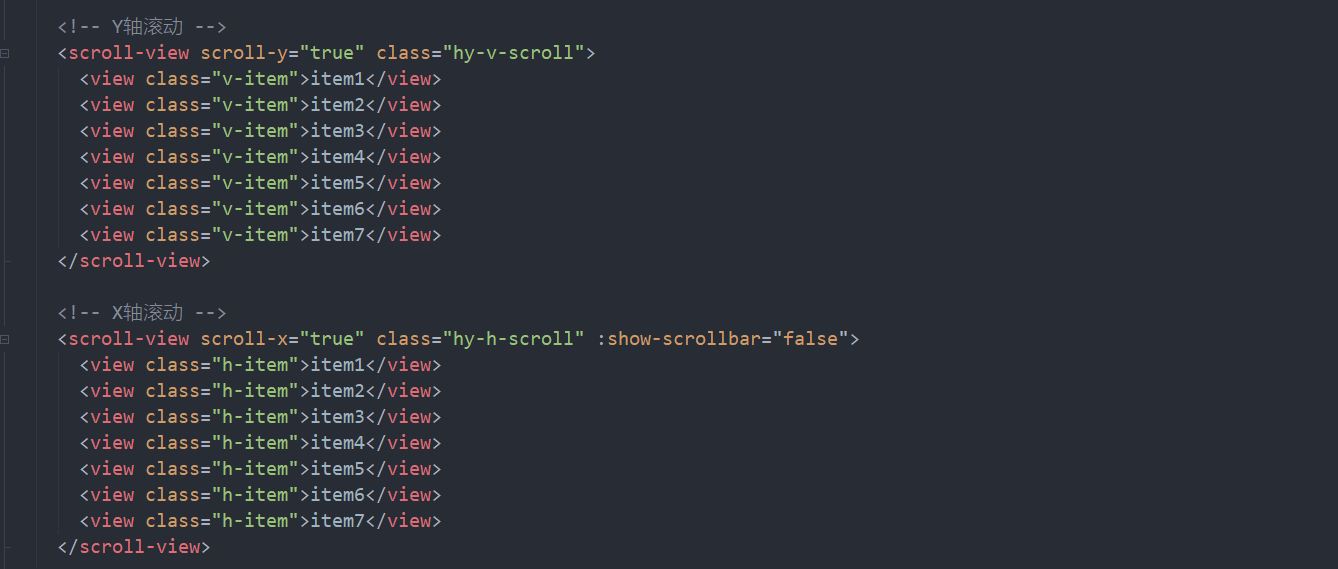 <!-- Y轴滚动 -->
<scroll-view scroll-y="true" class="hy-v-scroll">
  <view class="v-item">item1</view>
  <view class="v-item">item2</view>
  <view class="v-item">item3</view>
  <view class="v-item">item4</view>
  <view class="v-item">item5</view>
  <view class="v-item">item6</view>
  <view class="v-item">item7</view>
</scroll-view>

<!-- X轴滚动 -->
<scroll-view scroll-x="true" class="hy-h-scroll" :show-scrollbar="false">
  <view class="h-item">item1</view>
  <view class="h-item">item2</view>
  <view class="h-item">item3</view>
  <view class="h-item">item4</view>
  <view class="h-item">item5</view>
  <view class="h-item">item6</view>
  <view class="h-item">item7</view>
</scroll-view>